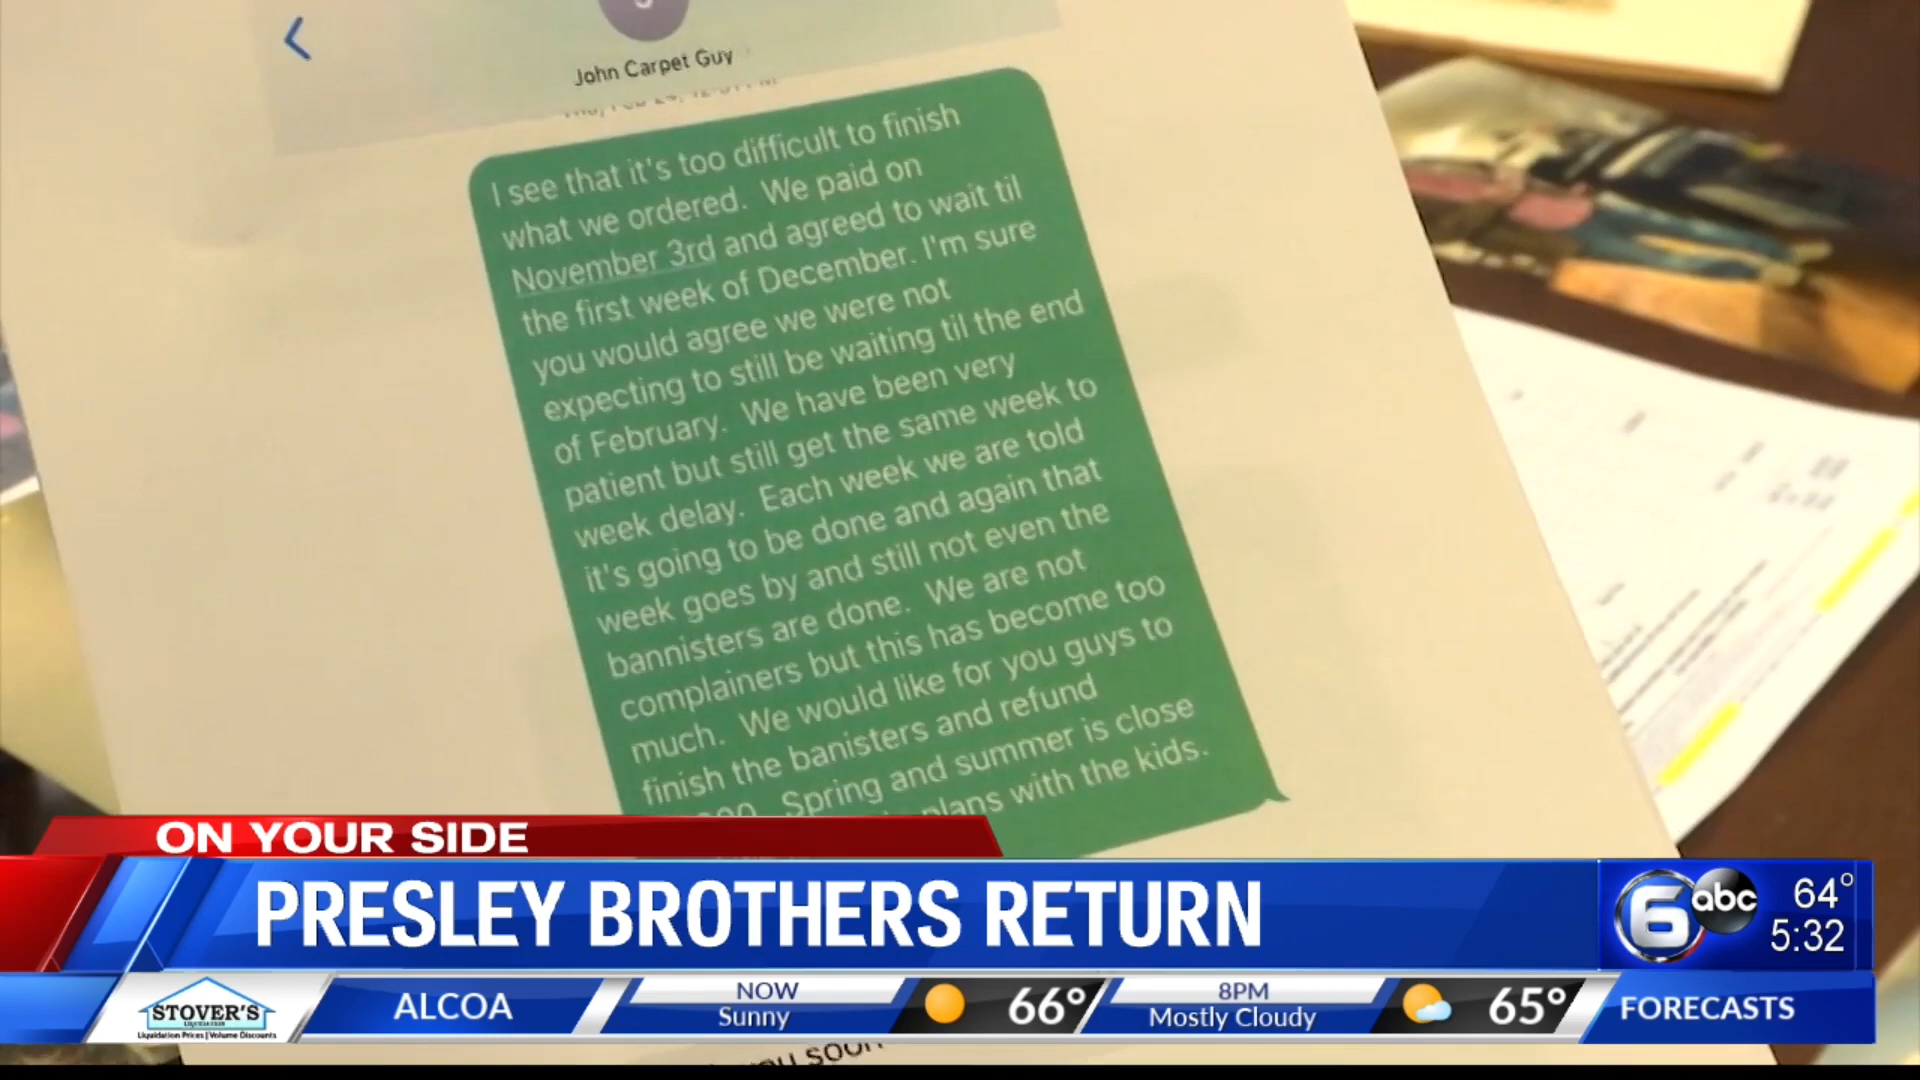 John Carpet Guy
I see that it's too difficult to finish
what we ordered. We paid on
November 3rd and agreed to wait til
the first week of December. I'm sure
you would agree we were not
expecting to still be waiting til the end
of February. We have been very
patient but still get the same week to
week delay. Each week we are told
it's going to be done and again that
week goes by and still not even the
bannisters are done. We are not
complainers but this has become too
much. We would like for you guys to
finish the banisters and refund
Spring and summer is close
plans with the kids.
ON YOUR SIDE
PRESLEY BROTHERS RETURN
6 abc 64°
5:32
STOVER'S
LIQUIDATION
Liquidation Prices | Volume Discounts
ALCOA
NOW
Sunny
66°
8PM
Mostly Cloudy
65°
FORECASTS
soon